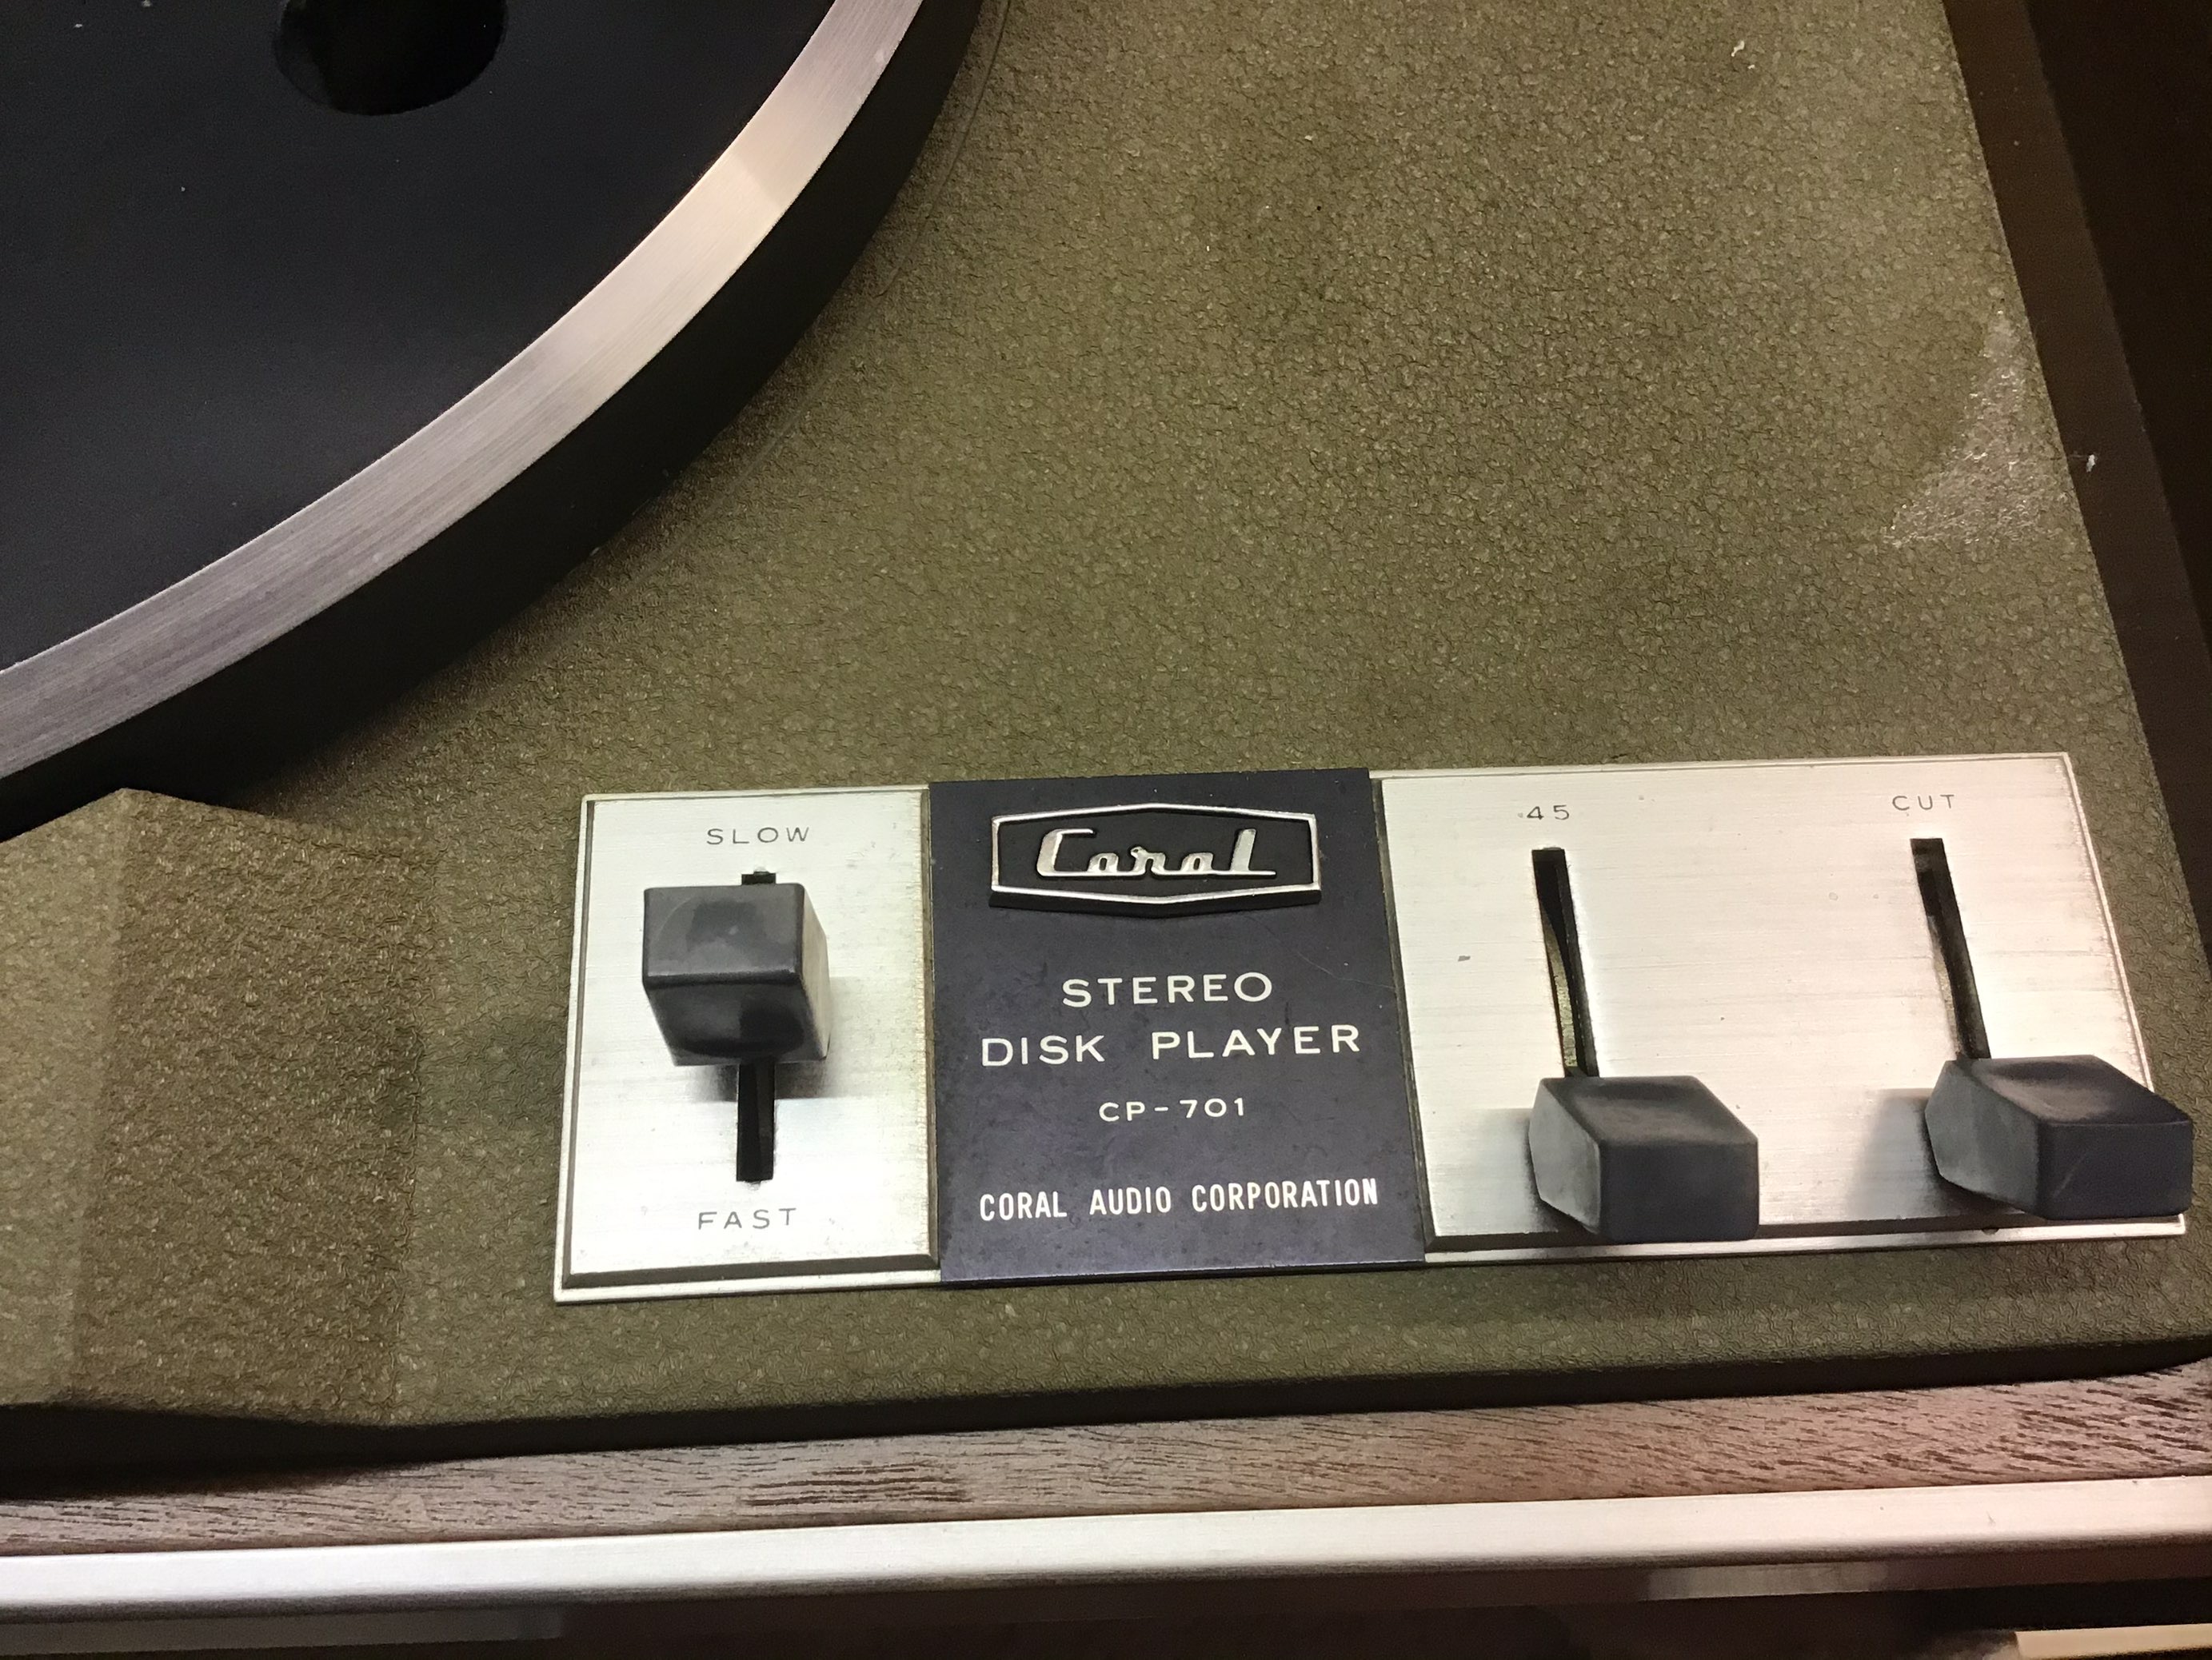 SLOW
FAST
Coral
STEREO
DISK PLAYER
CP-701
CORAL AUDIO CORPORATION
45
CUT